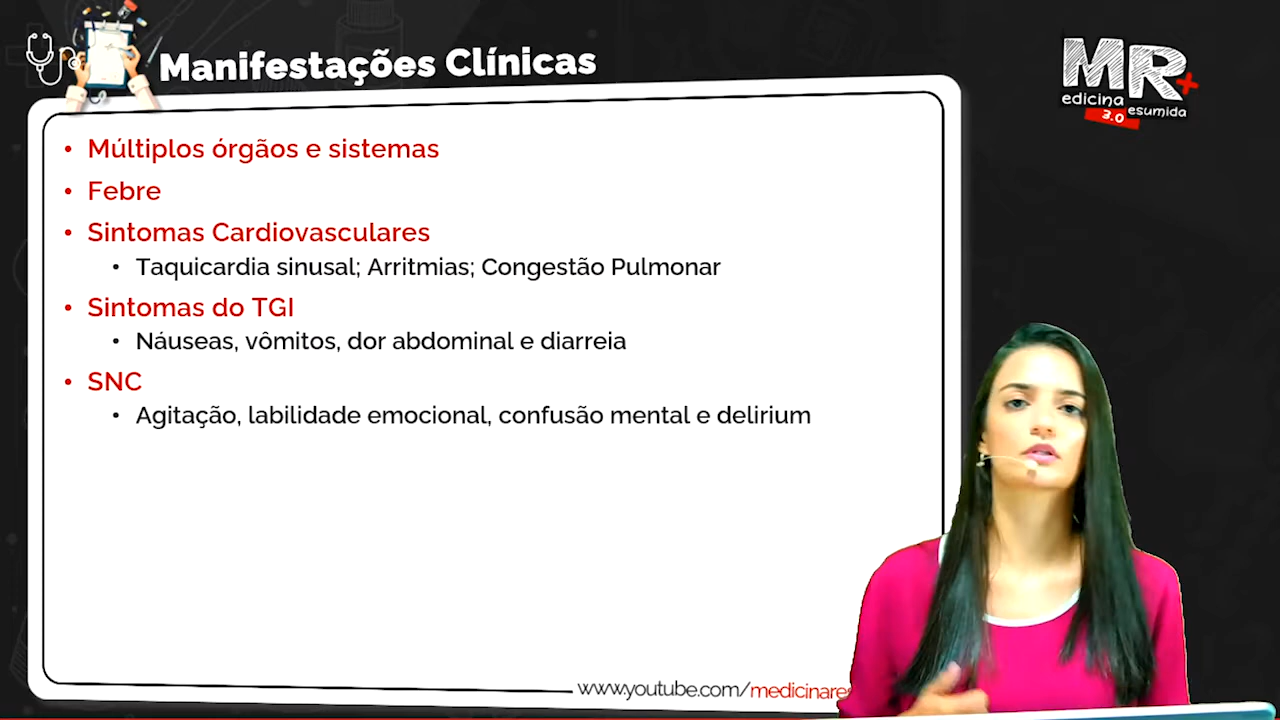 Manifestações Clínicas
MR+
edicina esumida
3.0
• Múltiplos órgãos e sistemas
• Febre
• Sintomas Cardiovasculares
• Taquicardia sinusal; Arritmias; Congestão Pulmonar
• Sintomas do TGI
• Náuseas, vômitos, dor abdominal e diarreia
• SNC
• Agitação, labilidade emocional, confusão mental e delirium
www.youtube.com/medicinares